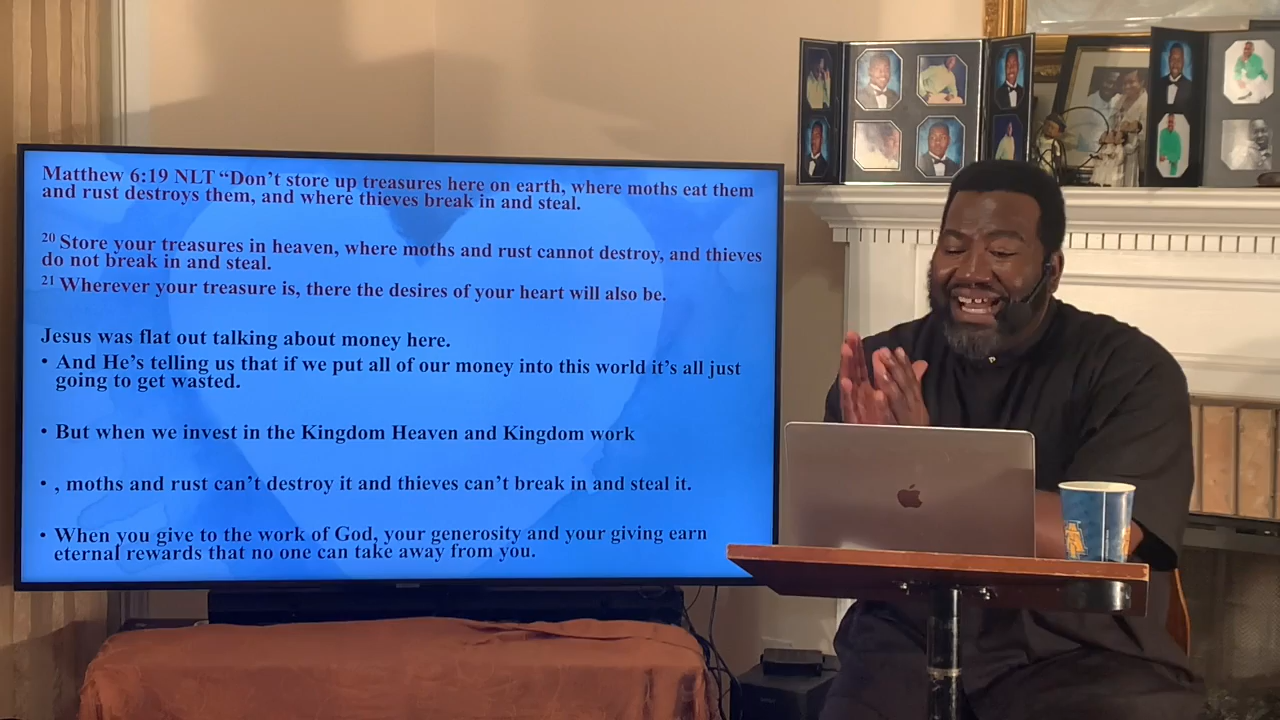 Matthew 6:19 NLT “Don’t store up treasures here on earth, where moths eat them
and rust destroys them, and where thieves break in and steal.
20 Store your treasures in heaven, where moths and rust cannot destroy, and thieves
do not break in and steal.
21 Wherever your treasure is, there the desires of your heart will also be.
Jesus was flat out talking about money here.
• And He’s telling us that if we put all of our money into this world it’s all just
going to get wasted.
• But when we invest in the Kingdom Heaven and Kingdom work
• , moths and rust can’t destroy it and thieves can’t break in and steal it.
• When you give to the work of God, your generosity and your giving earn
eternal rewards that no one can take away from you.